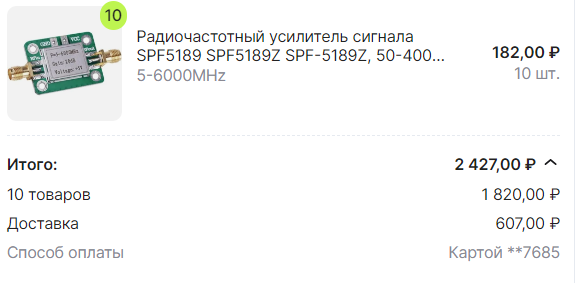 10
Радиочастотный усилитель сигнала
SPF5189 SPF5189Z SPF-5189Z, 50-400...
5-6000MHz
182,00 ₽
10 шт.
Итого:
2 427,00 ₽
10 товаров
1 820,00 ₽
Доставка
607,00 ₽
Способ оплаты
Картой **7685